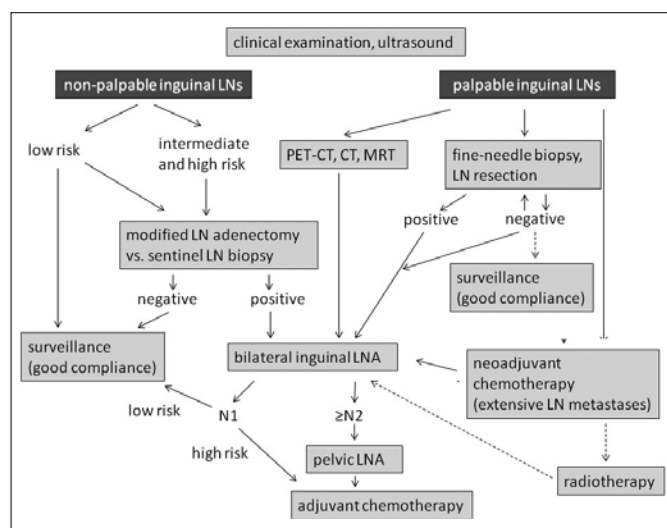 clinical examination, ultrasound
non-palpable inguinal LNs
palpable inguinal LNs
low risk
intermediate
and high risk
PET-CT, CT, MRT
fine-needle biopsy,
LN resection
positive
negative
modified LN adenectomy
vs. sentinel LN biopsy
surveillance
(good compliance)
negative
positive
surveillance
(good compliance)
bilateral inguinal LNA
neoadjuvant
chemotherapy
(extensive LN metastases)
low risk
N1
≥N2
high risk
pelvic LNA
radiotherapy
adjuvant chemotherapy